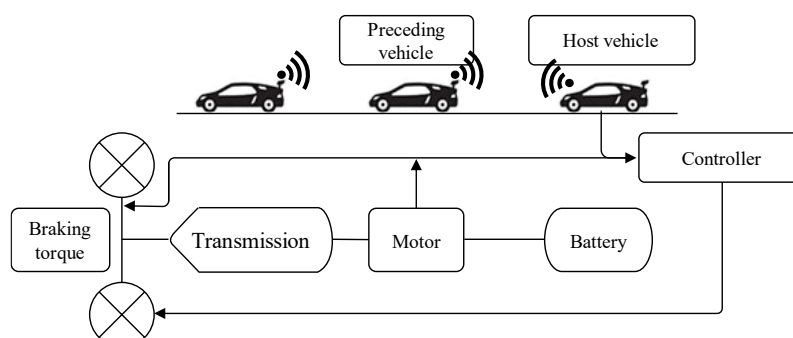 Preceding
vehicle
Host vehicle
Controller
Braking
torque
Transmission
Motor
Battery